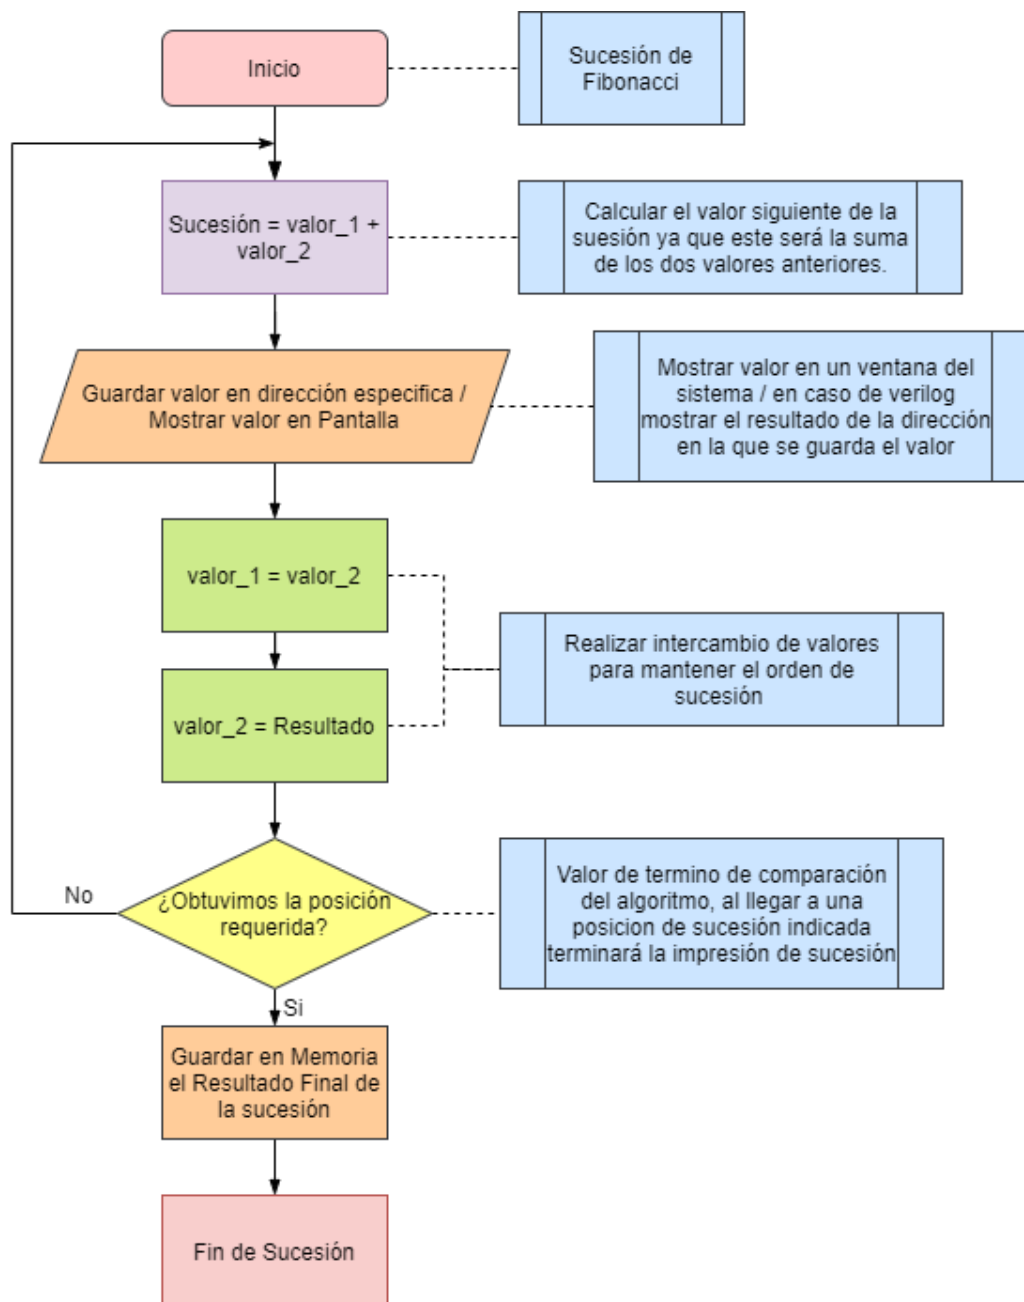 Inicio
Sucesión de
Fibonacci
Sucesión = valor_1 +
valor_2
Calcular el valor siguiente de la
suesión ya que este será la suma
de los dos valores anteriores.
Guardar valor en dirección especifica /
Mostrar valor en Pantalla
Mostrar valor en un ventana del
sistema / en caso de verilog
mostrar el resultado de la dirección
en la que se guarda el valor
valor_1 = valor_2
Realizar intercambio de valores
para mantener el orden de
sucesión
valor_2 = Resultado
No
¿Obtuvimos la posición
requerida?
Valor de termino de comparación
del algoritmo, al llegar a una
posicion de sucesión indicada
terminará la impresión de sucesión
Si
Guardar en Memoria
el Resultado Final de
la sucesión
Fin de Sucesión